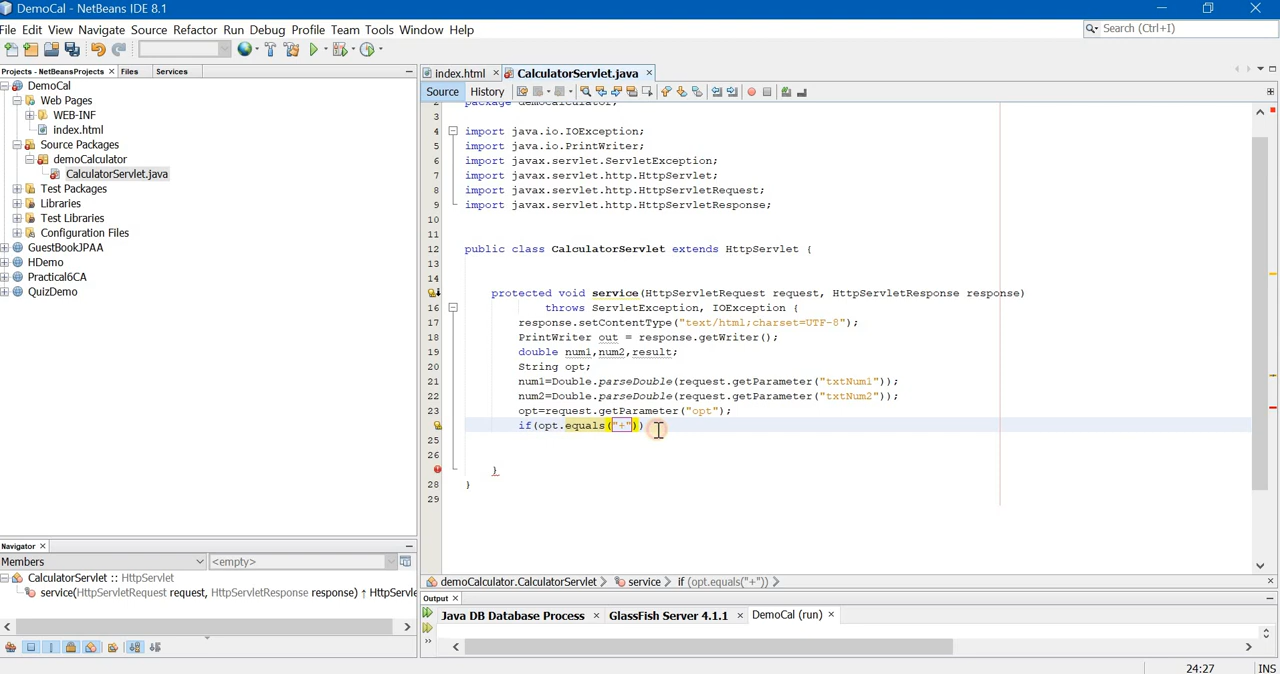 DemoCal - NetBeans IDE 8.1
File Edit View Navigate Source Refactor Run Debug Profile Team Tools Window Help
Search (Ctrl+I)
Projects - NetBeansProjects Files Services
DemoCal
Web Pages
WEB-INF
index.html
Source Packages
demoCalculator
CalculatorServlet.java
Test Packages
Libraries
Test Libraries
Configuration Files
GuestBookJPAA
HDemo
Practical6CA
QuizDemo
Navigator
Members <empty>
CalculatorServlet :: HttpServlet
service(HttpServletRequest request, HttpServletResponse response) ↑ HttpServle
index.html CalculatorServlet.java
Source History
2 package demoCalculator;
3
4 import java.io.IOException;
5 import java.io.PrintWriter;
6 import javax.servlet.ServletException;
7 import javax.servlet.http.HttpServlet;
8 import javax.servlet.http.HttpServletRequest;
9 import javax.servlet.http.HttpServletResponse;
10
11
12 public class CalculatorServlet extends HttpServlet {
13
14
protected void service(HttpServletRequest request, HttpServletResponse response)
16 throws ServletException, IOException {
17 response.setContentType("text/html;charset=UTF-8");
18 PrintWriter out = response.getWriter();
19 double num1,num2,result;
20 String opt;
21 num1=Double.parseDouble(request.getParameter("txtNum1"));
22 num2=Double.parseDouble(request.getParameter("txtNum2"));
23 opt=request.getParameter("opt");
if(opt.equals("+"))
25
26
}
28 }
29
demoCalculator.CalculatorServlet service if (opt.equals("+"))
Output
Java DB Database Process GlassFish Server 4.1.1 DemoCal (run)
24:27 INS